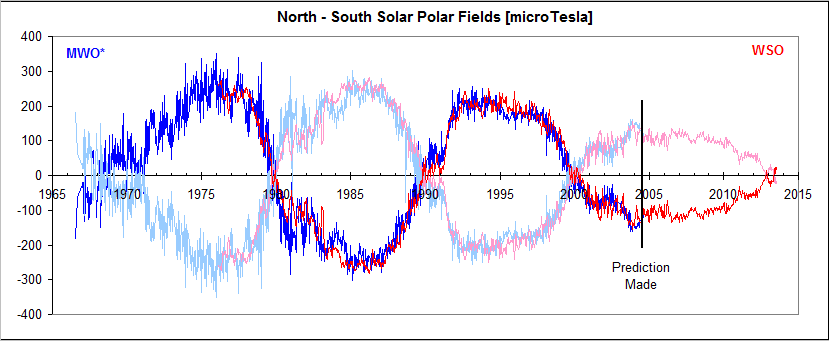 North - South Solar Polar Fields [microTesla]
MWO*
WSO
400
300
200
100
0
-100
-200
-300
-400
1965 1970 1975 1980 1985 1990 1995 2000 2005 2010 2015
Prediction
Made